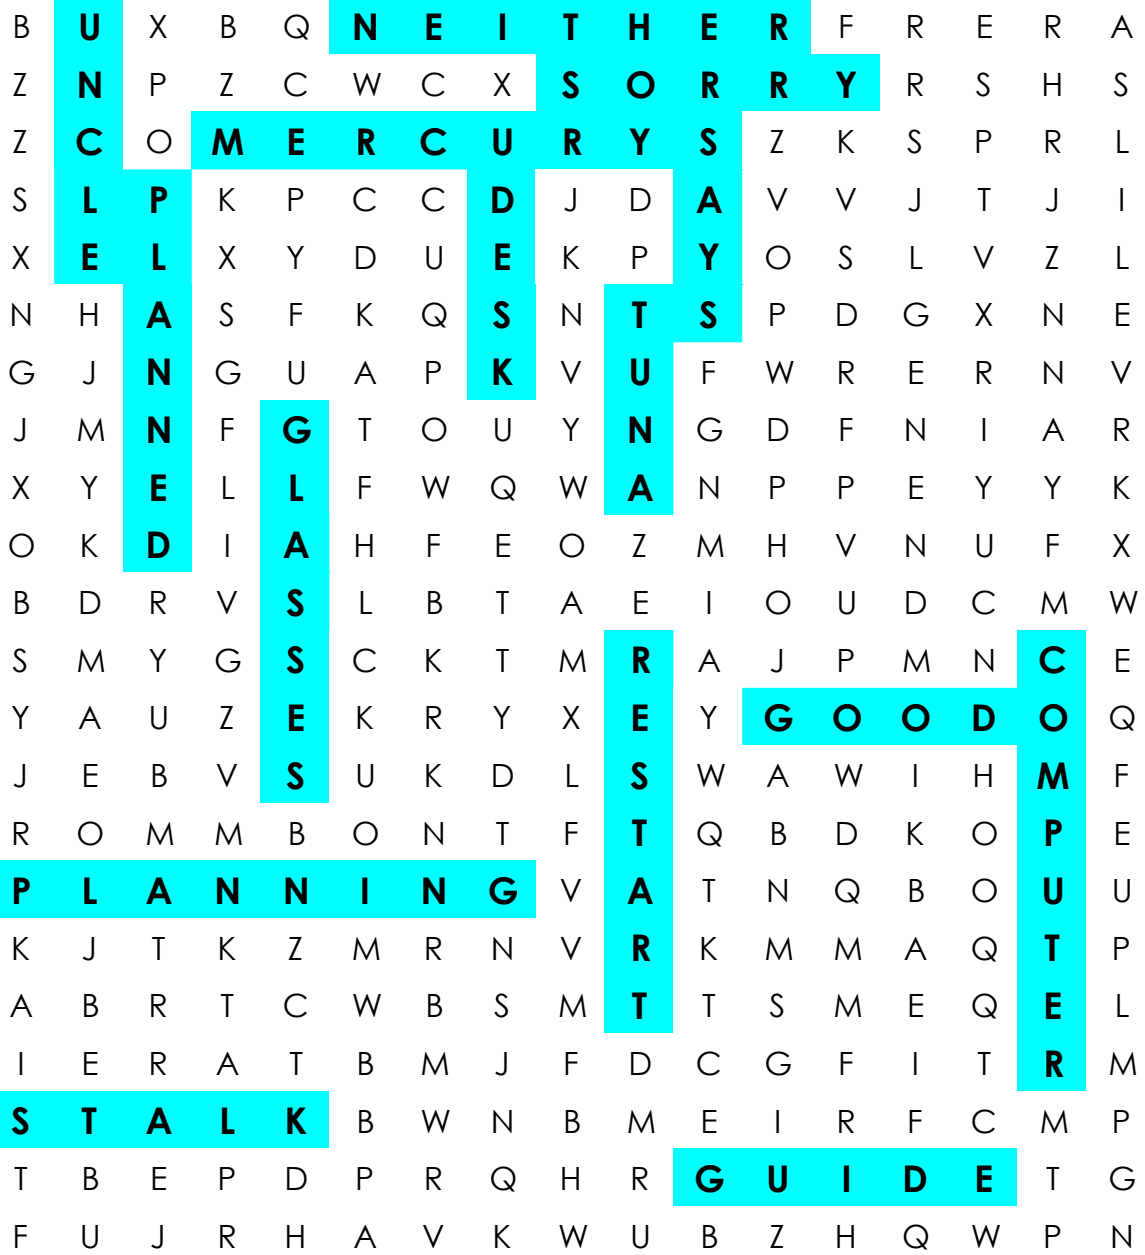 B U X B Q N E I T H E R F R E R A
Z N P Z C W C X S O R R Y R S H S
Z C O M E R C U R Y S Z K S P R L
S L P K P C C D J D A V V J T J I
X E L X Y D U E K P Y O S L V Z L
N H A S F K Q S N T S P D G X N E
G J N G U A P K V U F W R E R N V
J M N F G T O U Y N G D F N I A R
X Y E L L F W Q W A N P P E Y Y K
O K D I A H F E O Z M H V N U F X
B D R V S L B T A E I O U D C M W
S M Y G S C K T M R A J P M N C E
Y A U Z E K R Y X E Y G O O D O Q
J E B V S U K D L S W A W I H M F
R O M M B O N T F T Q B D K O P E
P L A N N I N G V A T N Q B O U U
K J T K Z M R N V R K M M A Q T P
A B R T C W B S M T T S M E Q E L
I E R A T B M J F D C G F I T R M
S T A L K B W N B M E I R F C M P
T B E P D P R Q H R G U I D E T G
F U J R H A V K W U B Z H Q W P N